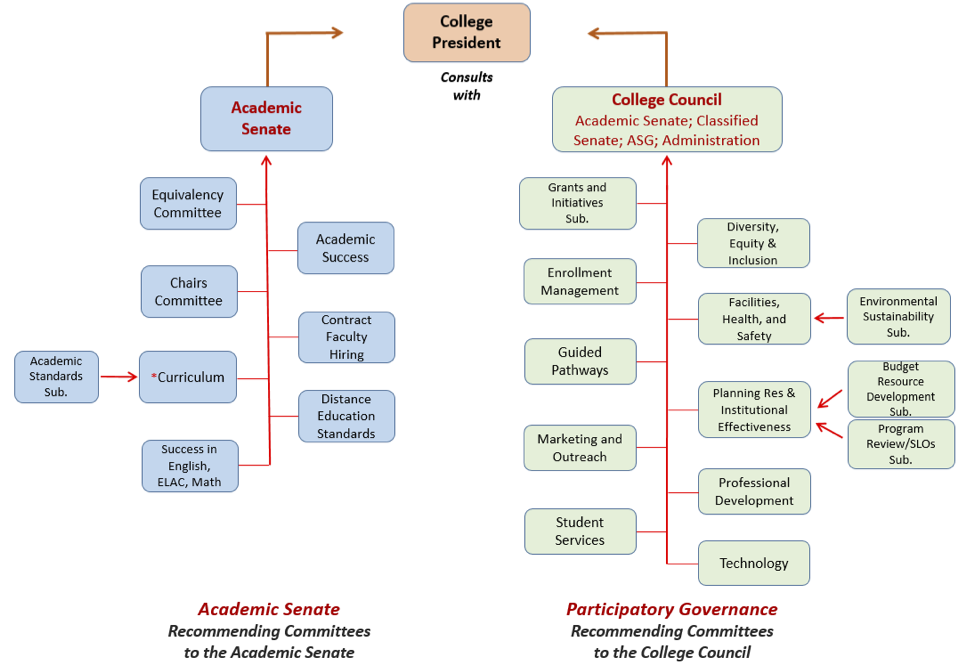 College
President
Consults
with
Academic
Senate
College Council
Academic Senate; Classified
Senate; ASG; Administration
Equivalency
Committee
Academic
Success
Chairs
Committee
Contract
Faculty
Hiring
Academic
Standards
Sub.
*Curriculum
Distance
Education
Standards
Success in
English,
ELAC, Math
Grants and
Initiatives
Sub.
Diversity,
Equity &
Inclusion
Enrollment
Management
Facilities,
Health, and
Safety
Environmental
Sustainability
Sub.
Guided
Pathways
Planning Res &
Institutional
Effectiveness
Budget
Resource
Development
Sub.
Program
Review/SLOs
Sub.
Marketing and
Outreach
Professional
Development
Student
Services
Technology
Academic Senate
Recommending Committees
to the Academic Senate
Participatory Governance
Recommending Committees
to the College Council